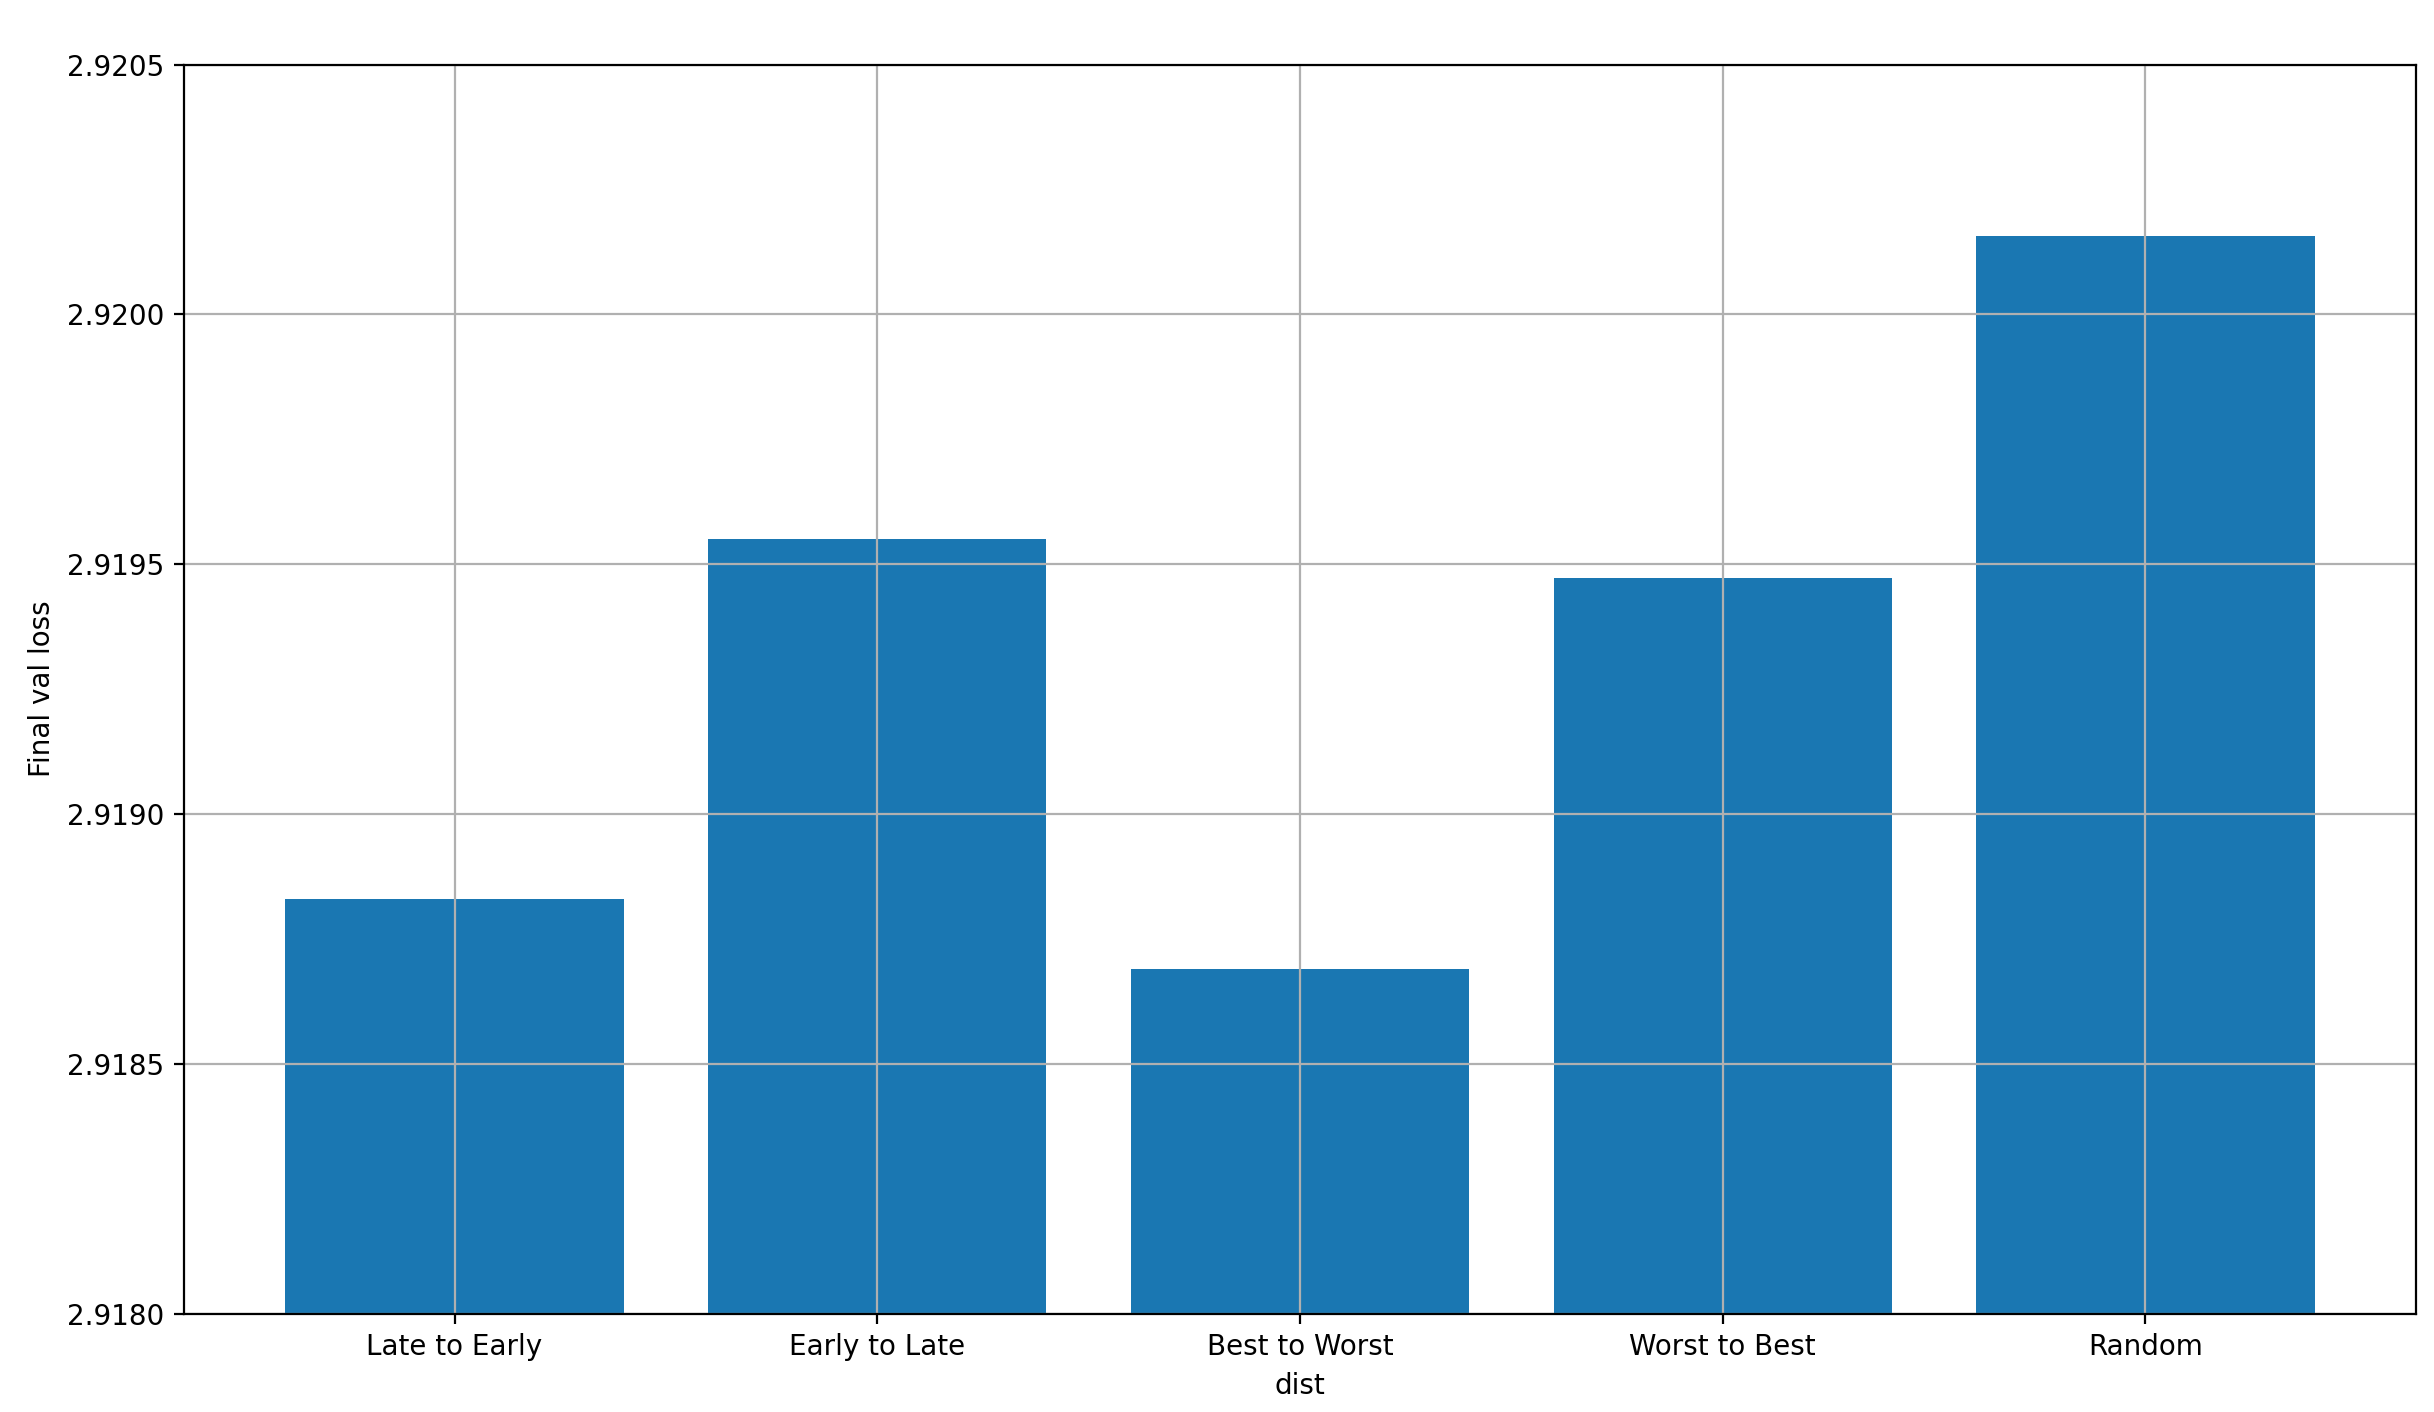 2.9205
2.9200
2.9195
2.9190
2.9185
2.9180
Final val loss
Late to Early
Early to Late
Best to Worst
Worst to Best
Random
dist